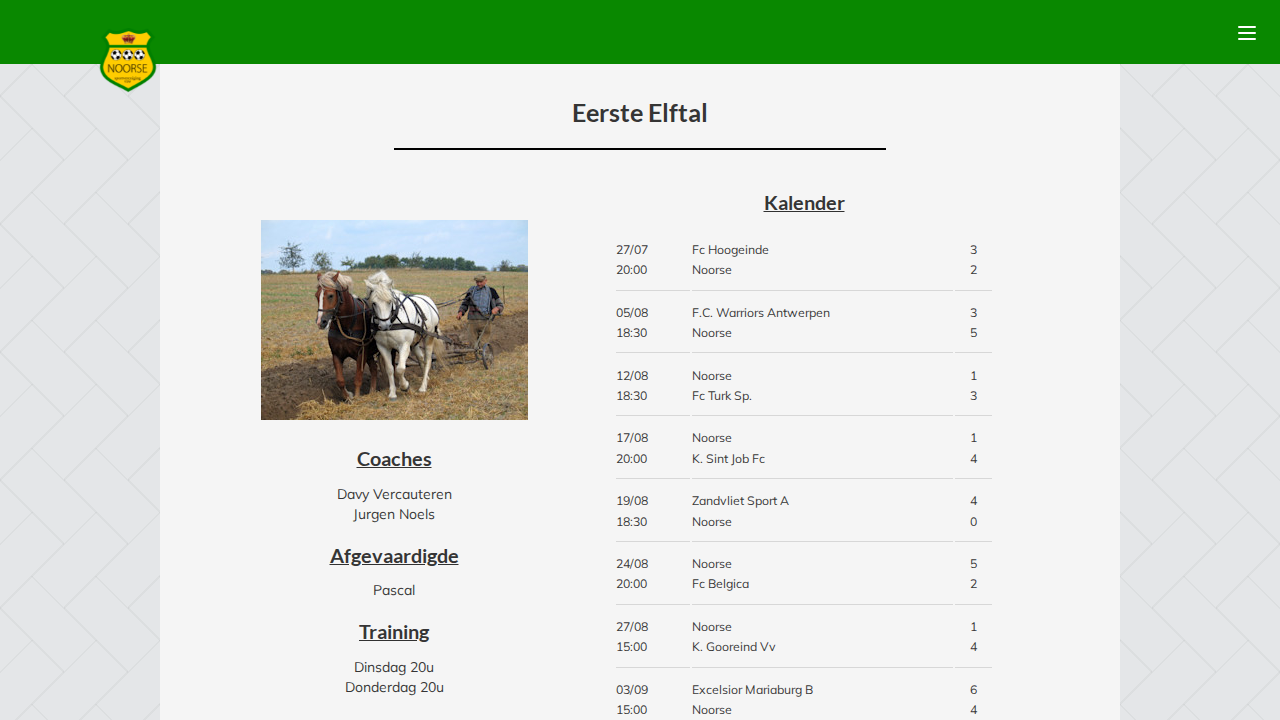 NOORSE
Eerste Elftal
Coaches
Davy Vercauteren
Jurgen Noels
Afgevaardigde
Pascal
Training
Dinsdag 20u
Donderdag 20u
Kalender
27/07 Fc Hoogeinde 3
20:00 Noorse 2
05/08 F.C. Warriors Antwerpen 3
18:30 Noorse 5
12/08 Noorse 1
18:30 Fc Turk Sp. 3
17/08 Noorse 1
20:00 K. Sint Job Fc 4
19/08 Zandvliet Sport A 4
18:30 Noorse 0
24/08 Noorse 5
20:00 Fc Belgica 2
27/08 Noorse 1
15:00 K. Gooreind Vv 4
03/09 Excelsior Mariaburg B 6
15:00 Noorse 4